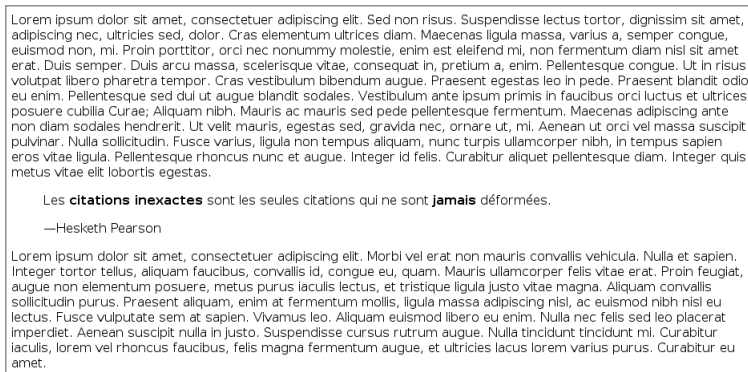 Lorem ipsum dolor sit amet, consectetuer adipiscing elit. Sed non risus. Suspendisse lectus tortor, dignissim sit amet,
adipiscing nec, ultricies sed, dolor. Cras elementum ultrices diam. Maecenas ligula massa, varius a, semper congue,
euismod non, mi. Proin porttitor, orci nec nonummy molestie, enim est eleifend mi, non fermentum diam nisl sit amet
erat. Duis semper. Duis arcu massa, scelerisque vitae, consequat in, pretium a, enim. Pellentesque congue. Ut in risus
volutpat libero pharetra tempor. Cras vestibulum bibendum augue. Praesent egestas leo in pede. Praesent blandit odio
eu enim. Pellentesque sed dui ut augue blandit sodales. Vestibulum ante ipsum primis in faucibus orci luctus et ultrices
posuere cubilia Curae; Aliquam nibh. Mauris ac mauris sed pede pellentesque fermentum. Maecenas adipiscing ante
non diam sodales hendrerit. Ut velit mauris, egestas sed, gravida nec, ornare ut, mi. Aenean ut orci vel massa suscipit
pulvinar. Nulla sollicitudin. Fusce varius, ligula non tempus aliquam, nunc turpis ullamcorper nibh, in tempus sapien
eros vitae ligula. Pellentesque rhoncus nunc et augue. Integer id felis. Curabitur aliquet pellentesque diam. Integer quis
metus vitae elit lobortis egestas.
Les citations inexactes sont les seules citations qui ne sont jamais déformées.
—Hesketh Pearson
Lorem ipsum dolor sit amet, consectetuer adipiscing elit. Morbi vel erat non mauris convallis vehicula. Nulla et sapien.
Integer tortor tellus, aliquam faucibus, convallis id, congue eu, quam. Mauris ullamcorper felis vitae erat. Proin feugiat,
augue non elementum posuere, metus purus iaculis lectus, et tristique ligula justo vitae magna. Aliquam convallis
sollicitudin purus. Praesent aliquam, enim at fermentum mollis, ligula massa adipiscing nisl, ac euismod nibh nisl eu
lectus. Fusce vulputate sem at sapien. Vivamus leo. Aliquam euismod libero eu enim. Nulla nec felis sed leo placerat
imperdiet. Aenean suscipit nulla in justo. Suspendisse cursus rutrum augue. Nulla tincidunt tincidunt mi. Curabitur
iaculis, lorem vel rhoncus faucibus, felis magna fermentum augue, et ultricies lacus lorem varius purus. Curabitur eu
amet.